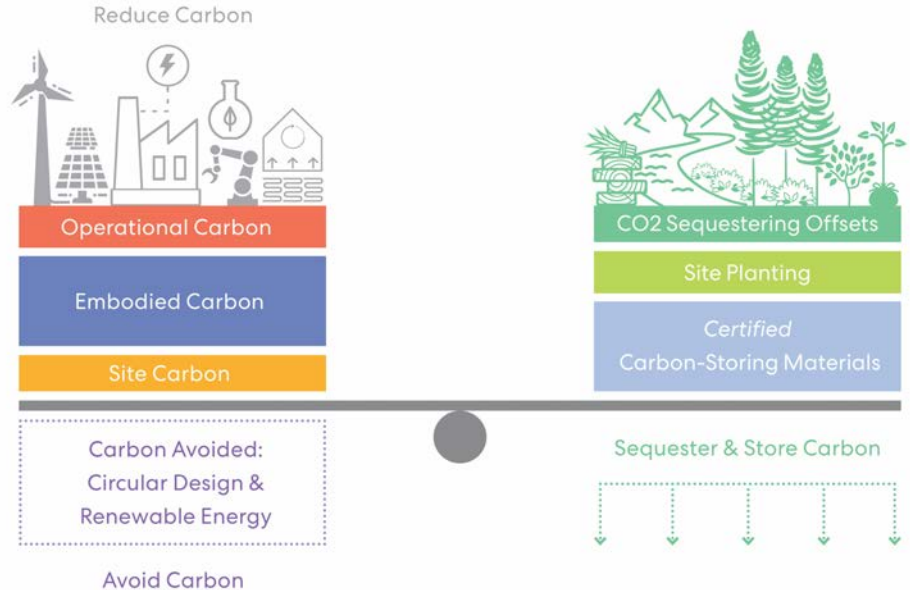 Reduce Carbon
Operational Carbon
Embodied Carbon
Site Carbon
Carbon Avoided:
Circular Design &
Renewable Energy
Avoid Carbon
CO2 Sequestering Offsets
Site Planting
Certified
Carbon-Storing Materials
Sequester & Store Carbon